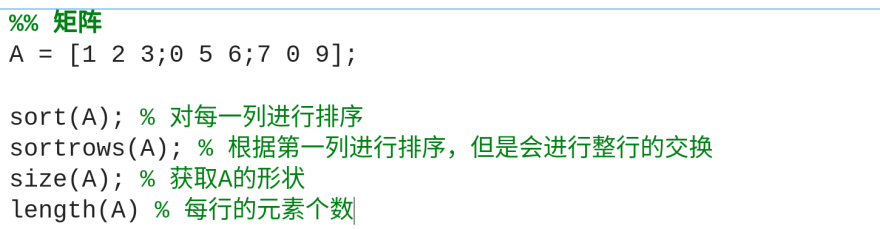 %% 矩阵
A = [1 2 3;0 5 6;7 0 9];
sort(A); % 对每一列进行排序
sortrows(A); % 根据第一列进行排序，但是会进行整行的交换
size(A); % 获取A的形状
length(A) % 每行的元素个数